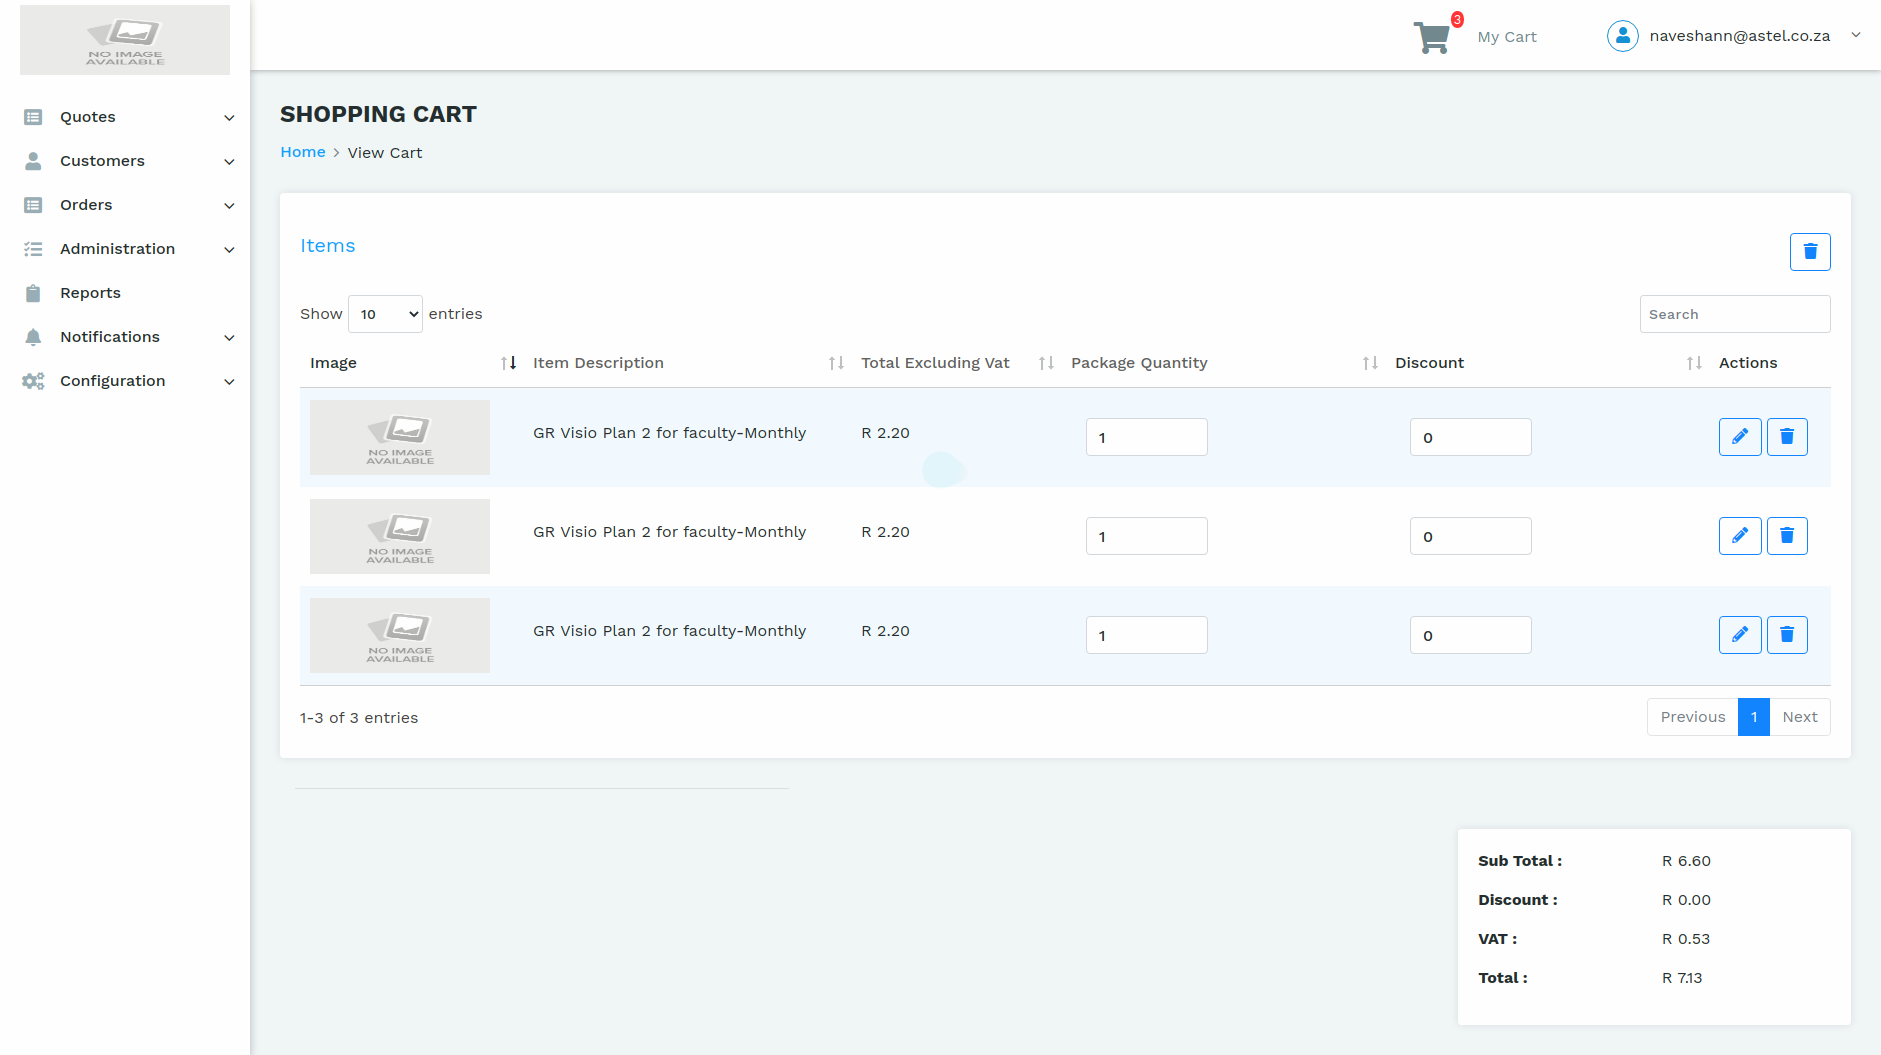 NO IMAGE
AVAILABLE
3
My Cart
naveshann@astel.co.za
Quotes
Customers
Orders
Administration
Reports
Notifications
Configuration
SHOPPING CART
Home > View Cart
Items
Show 10 entries
Search
Image Item Description Total Excluding Vat Package Quantity Discount Actions
NO IMAGE
AVAILABLE
GR Visio Plan 2 for faculty-Monthly R 2.20 1 0
NO IMAGE
AVAILABLE
GR Visio Plan 2 for faculty-Monthly R 2.20 1 0
NO IMAGE
AVAILABLE
GR Visio Plan 2 for faculty-Monthly R 2.20 1 0
1-3 of 3 entries
Previous 1 Next
Sub Total : R 6.60
Discount : R 0.00
VAT : R 0.53
Total : R 7.13